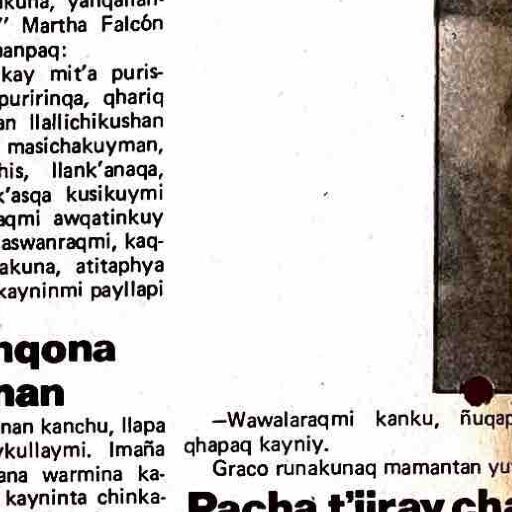 " Martha Falcón
anpaq:
kay mit'a puris-
puririnqa, qhariq
an llallichikushan
masichakuyman,
his, llank'anaqa,
k'asqa kusikuymi
aqmi awqatinkuy
aswanraqmi, kaq-
akuna, atitaphya
kayninmi payllapi
nqona
nan
nan kanchu, llapa
ykullaymi. Imaña
ana warmina ka-
kayninta chinka-
—Wawalaraqmi kanku, ñuqap
qhapaq kayniy.
Graco runakunaq mamantan yu
Pacha t'iiray cha